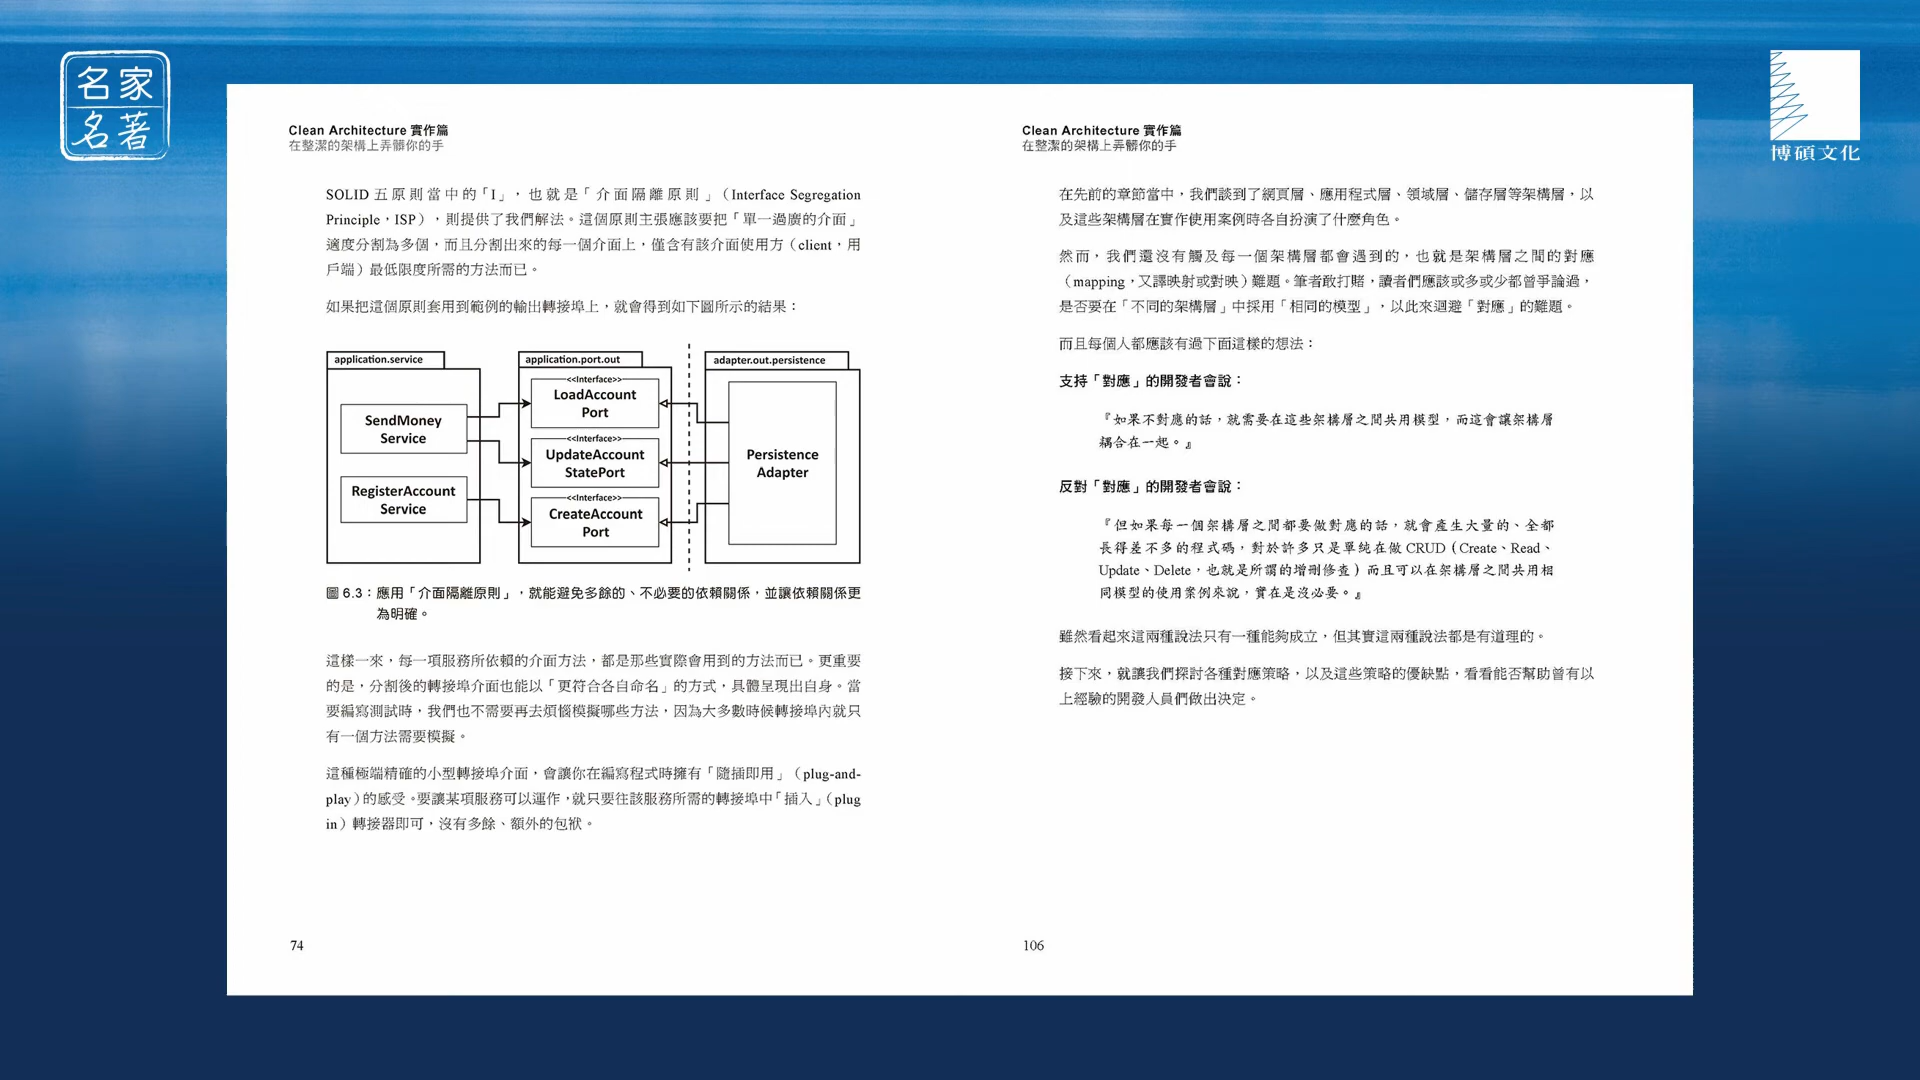 名家
名著
博碩文化
Clean Architecture 實作篇
在整潔的架構上弄髒你的手
SOLID 五原則當中的「I」，也就是「介面隔離原則」（Interface Segregation
Principle，ISP），則提供了我們解法。這個原則主張應該要把「單一過廣的介面」
適度分割為多個，而且分割出來的每一個介面上，僅含有該介面使用方（client，用
戶端）最低限度所需的方法而已。
如果把這個原則套用到範例的輸出轉接埠上，就會得到如下圖所示的結果：
application.service
SendMoney
Service
RegisterAccount
Service
application.port.out
<<Interface>>
LoadAccount
Port
<<Interface>>
UpdateAccount
StatePort
<<Interface>>
CreateAccount
Port
adapter.out.persistence
Persistence
Adapter
圖 6.3：應用「介面隔離原則」，就能避免多餘的、不必要的依賴關係，並讓依賴關係更
為明確。
這樣一來，每一項服務所依賴的介面方法，都是那些實際會用到的方法而已。更重要
的是，分割後的轉接埠介面也能以「更符合各自命名」的方式，具體呈現出自身。當
要編寫測試時，我們也不需要再去煩惱模擬哪些方法，因為大多數時候轉接埠內就只
有一個方法需要模擬。
這種極端精確的小型轉接埠介面，會讓你在編寫程式時擁有「隨插即用」（plug-and-
play）的感受。要讓某項服務可以運作，就只要往該服務所需的轉接埠中「插入」（plug
in）轉接器即可，沒有多餘、額外的包袱。
74
Clean Architecture 實作篇
在整潔的架構上弄髒你的手
在先前的章節當中，我們談到了網頁層、應用程式層、領域層、儲存層等架構層，以
及這些架構層在實作使用案例時各自扮演了什麼角色。
然而，我們還沒有觸及每一個架構層都會遇到的，也就是架構層之間的對應
（mapping，又譯映射或對映）難題。筆者敢打賭，讀者們應該或多或少都曾爭論過，
是否要在「不同的架構層」中採用「相同的模型」，以此來迴避「對應」的難題。
而且每個人都應該有過下面這樣的想法：
支持「對應」的開發者會說：
『如果不對應的話，就需要在這些架構層之間共用模型，而這會讓架構層
耦合在一起。』
反對「對應」的開發者會說：
『但如果每一個架構層之間都要做對應的話，就會產生大量的、全都
長得差不多的程式碼，對於許多只是單純在做 CRUD（Create、Read、
Update、Delete，也就是所謂的增刪修查）而且可以在架構層之間共用相
同模型的使用案例來說，實在是沒必要。』
雖然看起來這兩種說法只有一種能夠成立，但其實這兩種說法都是有道理的。
接下來，就讓我們探討各種對應策略，以及這些策略的優缺點，看看能否幫助曾有以
上經驗的開發人員們做出決定。
106